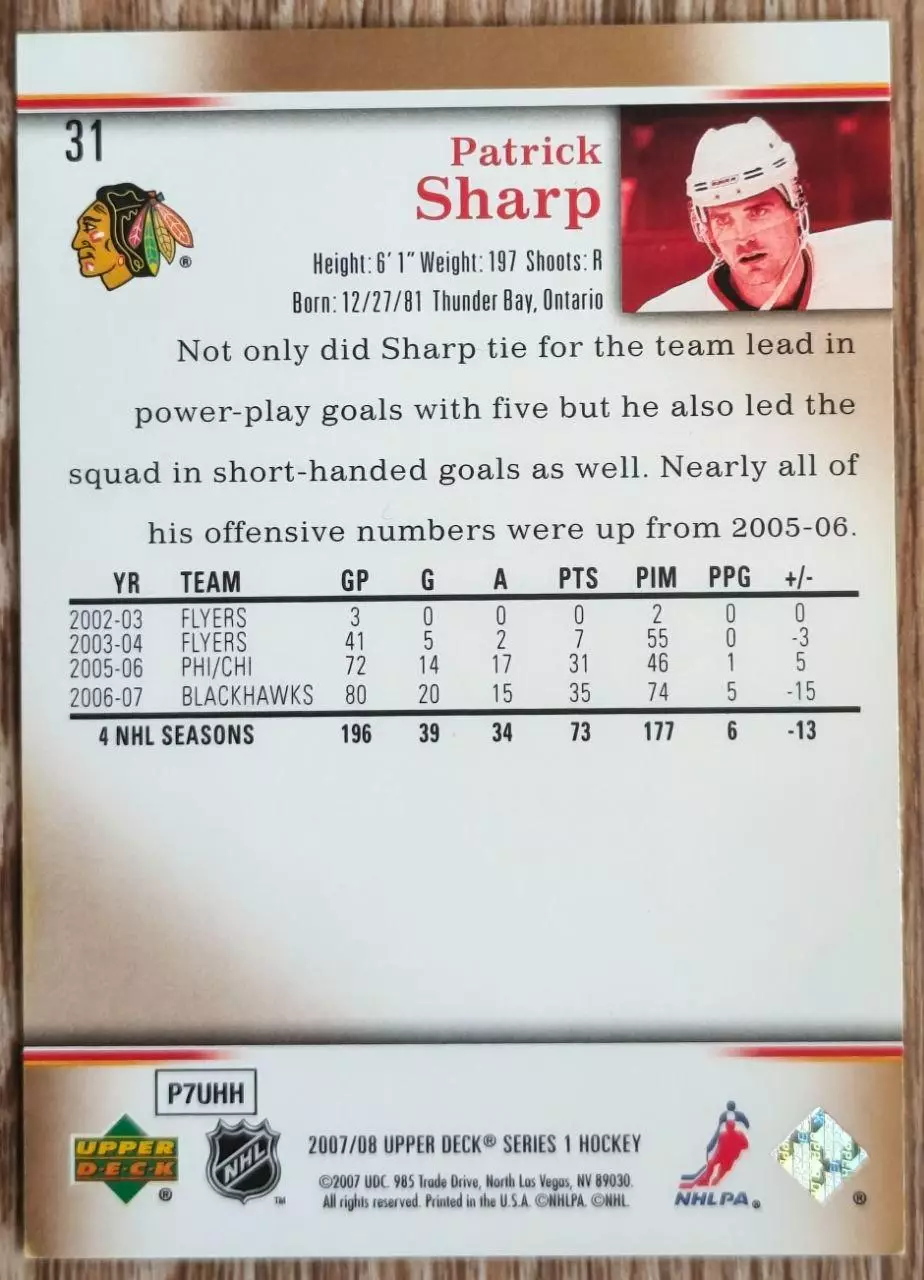 31
Patrick
Sharp
Height: 6' 1" Weight: 197 Shoots: R
Born: 12/27/81 Thunder Bay, Ontario
Not only did Sharp tie for the team lead in
power-play goals with five but he also led the
squad in short-handed goals as well. Nearly all of
his offensive numbers were up from 2005-06.
YR TEAM GP G A PTS PIM PPG +/-
2002-03 FLYERS 3 0 0 0 2 0 0
2003-04 FLYERS 41 5 2 7 55 0 -3
2005-06 PHI/CHI 72 14 17 31 46 1 5
2006-07 BLACKHAWKS 80 20 15 35 74 5 -15
4 NHL SEASONS 196 39 34 73 177 6 -13
P7UHH
UPPER
D·E·C·K
®
NHL
™
2007/08 UPPER DECK® SERIES 1 HOCKEY
©2007 UDC. 985 Trade Drive, North Las Vegas, NV 89030.
All rights reserved. Printed in the U.S.A. ©NHLPA. ©NHL.
NHLPA®
®